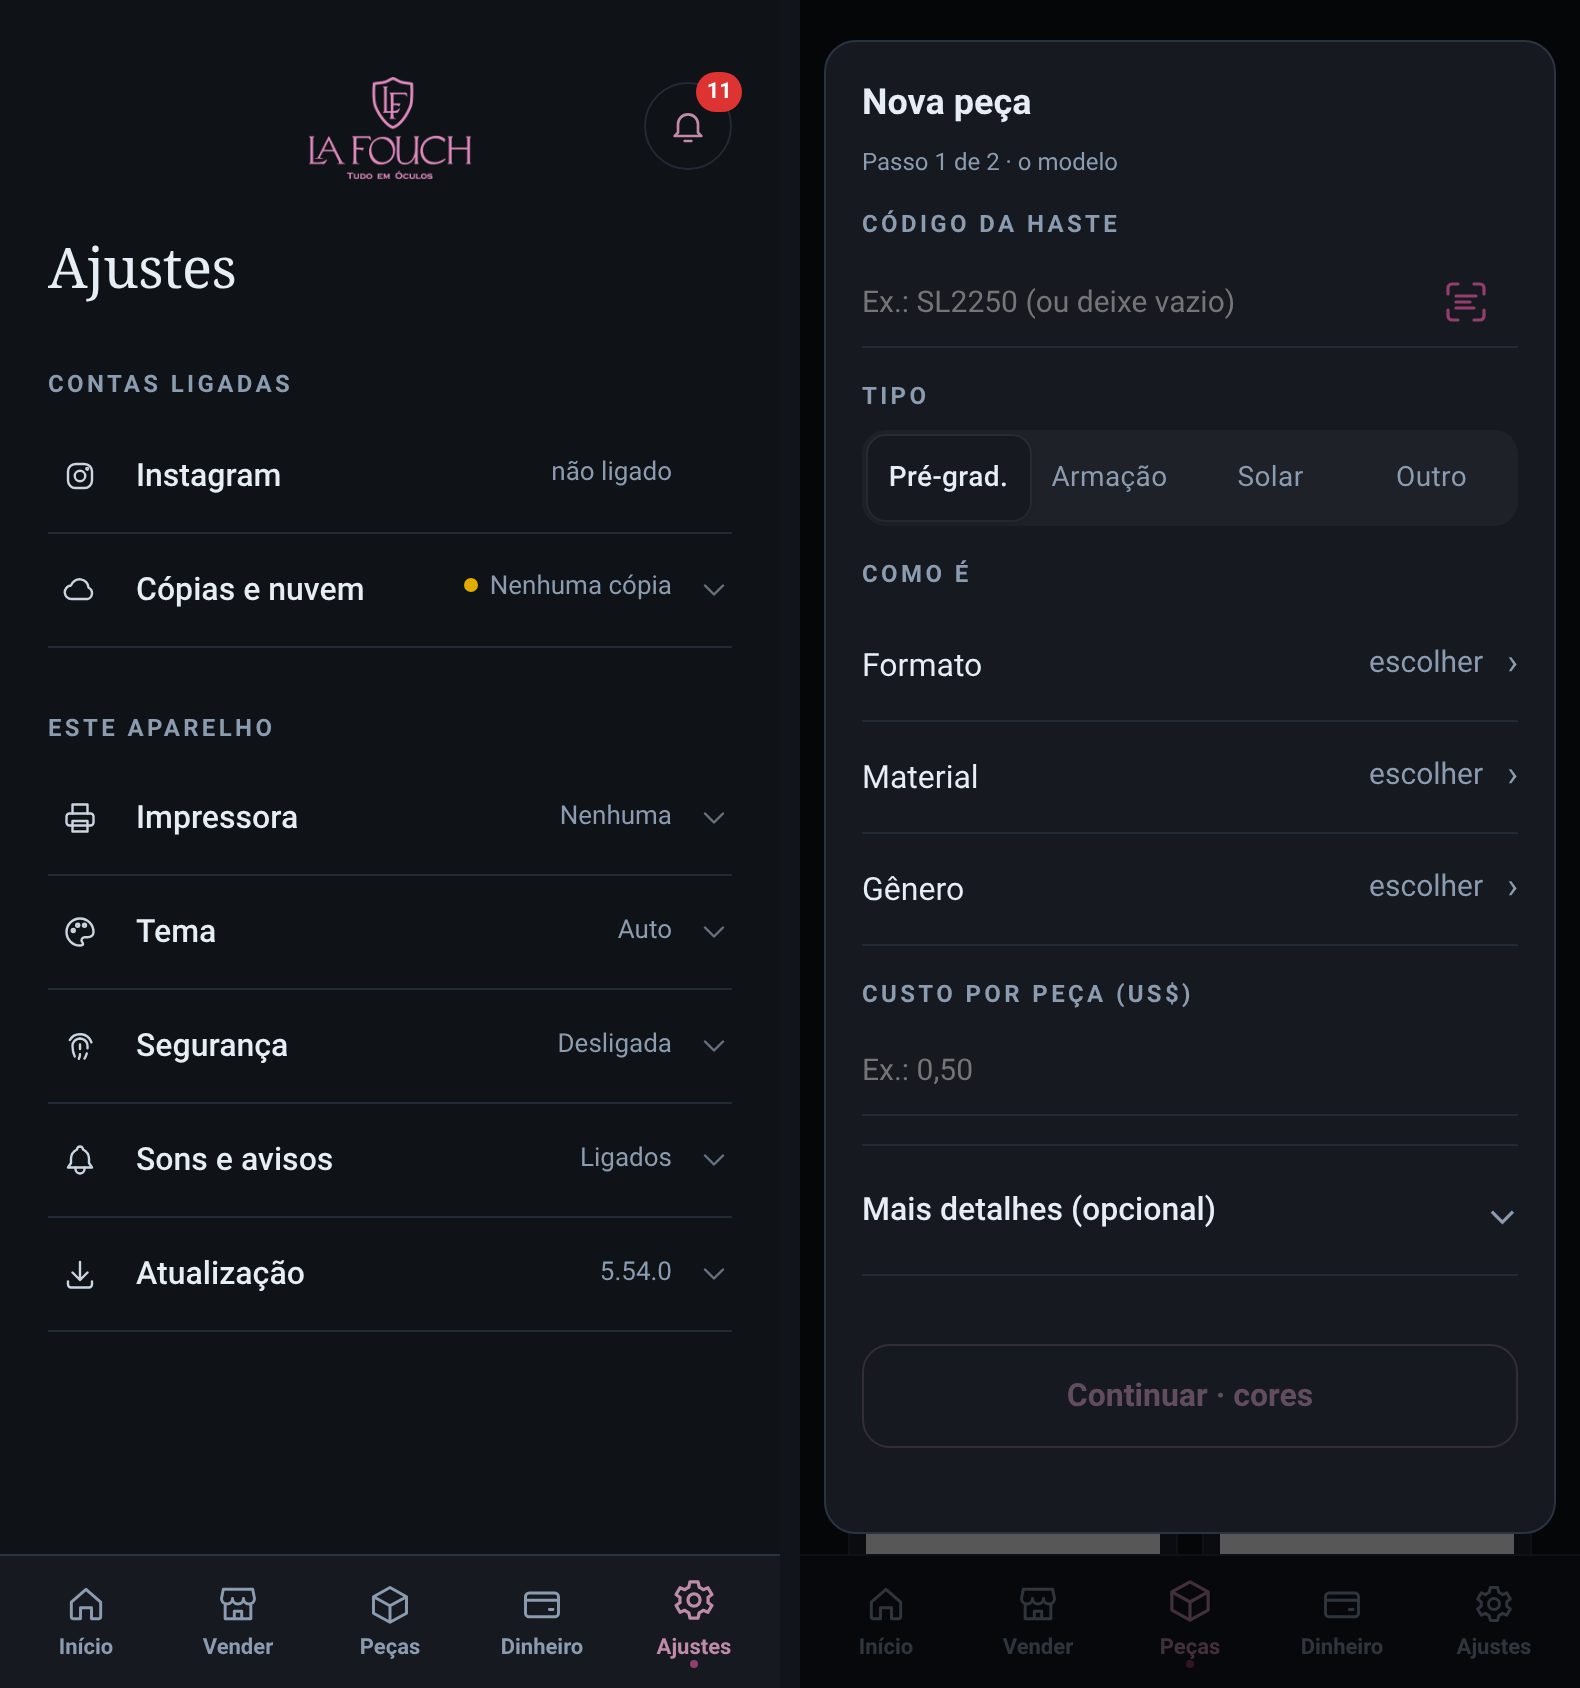 LF
LA FOUCH
TUDO EM ÓCULOS
11
Ajustes
CONTAS LIGADAS
Instagram
não ligado
Cópias e nuvem
Nenhuma cópia
ESTE APARELHO
Impressora
Nenhuma
Tema
Auto
Segurança
Desligada
Sons e avisos
Ligados
Atualização
5.54.0
Início
Vender
Peças
Dinheiro
Ajustes
Nova peça
Passo 1 de 2 · o modelo
CÓDIGO DA HASTE
Ex.: SL2250 (ou deixe vazio)
TIPO
Pré-grad.
Armação
Solar
Outro
COMO É
Formato
escolher ›
Material
escolher ›
Gênero
escolher ›
CUSTO POR PEÇA (US$)
Ex.: 0,50
Mais detalhes (opcional)
Continuar · cores
Início
Vender
Peças
Dinheiro
Ajustes